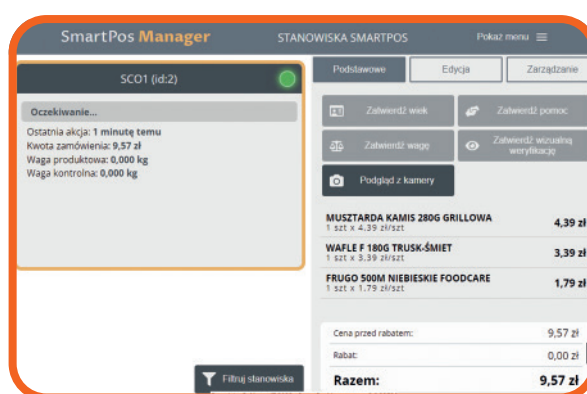 SmartPos Manager
STANOWISKA SMARTPOS
Pokaż menu
SCO1 (id:2)
Oczekiwanie...
Ostatnia akcja: 1 minutę temu
Kwota zamówienia: 9,57 zł
Waga produktowa: 0,000 kg
Waga kontrolna: 0,000 kg
Filtruj stanowiska
Podstawowe
Edycja
Zarządzanie
Zatwierdź wiek
Zatwierdź pomoc
Zatwierdź wagę
Zatwierdź wizualną
weryfikację
Podgląd z kamery
MUSZTARDA KAMIS 280G GRILLOWA 4,39 zł
1 szt x 4.39 zł/szt
WAFLE F 180G TRUSK-ŚMIET 3,39 zł
1 szt x 3.39 zł/szt
FRUGO 500M NIEBIESKIE FOODCARE 1,79 zł
1 szt x 1.79 zł/szt
Cena przed rabatem: 9,57 zł
Rabat: 0,00 zł
Razem: 9,57 zł